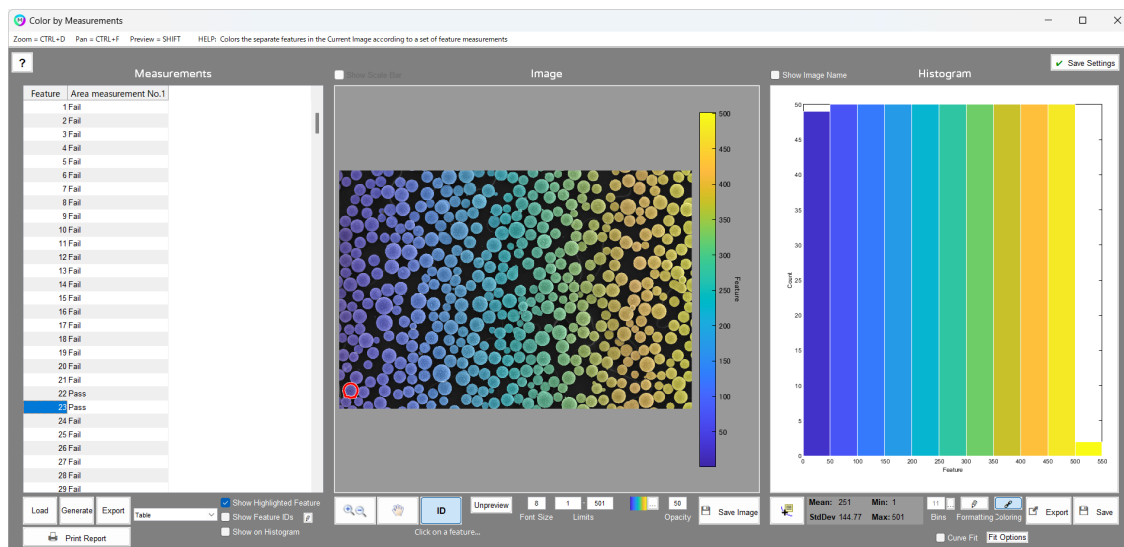 Color by Measurements
Zoom = CTRL+D Pan = CTRL+F Preview = SHIFT HELP: Colors the separate features in the Current Image according to a set of feature measurements
?
Measurements
Show Scale Bar
Image
Show Image Name
Histogram
Save Settings
Feature Area measurement No.1
1 Fail
2 Fail
3 Fail
4 Fail
5 Fail
6 Fail
7 Fail
8 Fail
9 Fail
10 Fail
11 Fail
12 Fail
13 Fail
14 Fail
15 Fail
16 Fail
17 Fail
18 Fail
19 Fail
20 Fail
21 Fail
22 Pass
23 Pass
24 Fail
25 Fail
26 Fail
27 Fail
28 Fail
29 Fail
500
450
400
350
300
250
200
150
100
50
Feature
50
45
40
35
30
25
20
15
10
5
0
Count
0 50 100 150 200 250 300 350 400 450 500 550
Feature
Load
Generate
Export
Table
Show Highlighted Feature
Show Feature IDs
Show on Histogram
Print Report
ID
Click on a feature...
Unpreview
8
Font Size
1 - 501
Limits
...
50
Opacity
Save Image
Mean: 251 Min: 1
StdDev 144.77 Max: 501
11 ...
Bins
Formatting
Coloring
Export
Save
Curve Fit
Fit Options